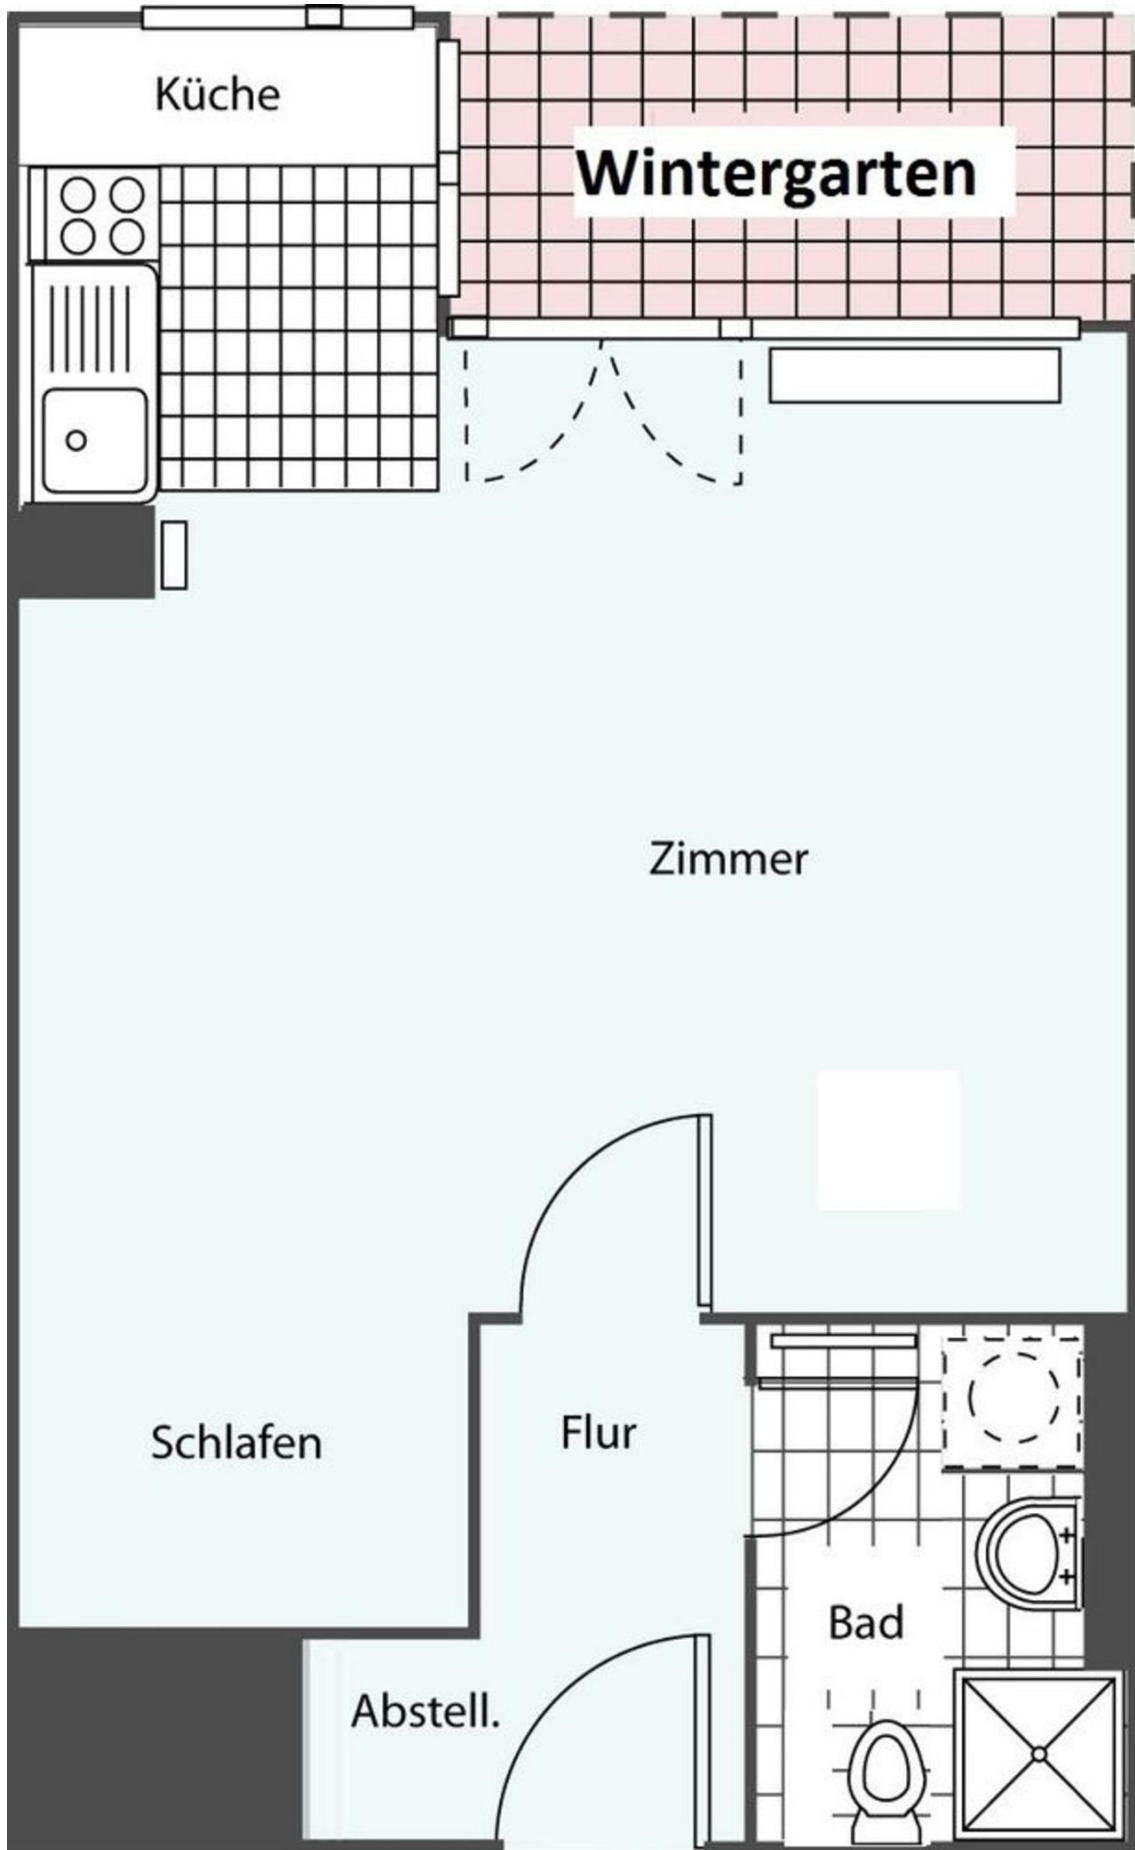 Küche
Wintergarten
Zimmer
Schlafen
Flur
Bad
Abstell.